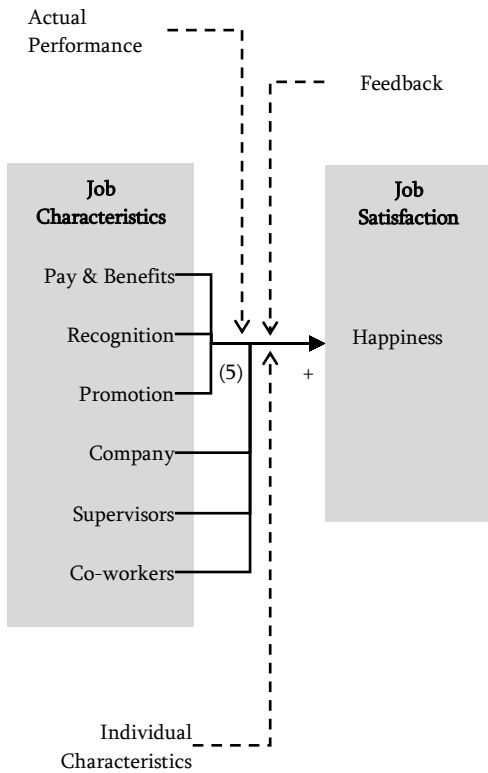 Actual
Performance
Feedback
Job
Characteristics
Job
Satisfaction
Pay & Benefits
Recognition
Happiness
(5)
+
Promotion
Company
Supervisors
Co-workers
Individual
Characteristics